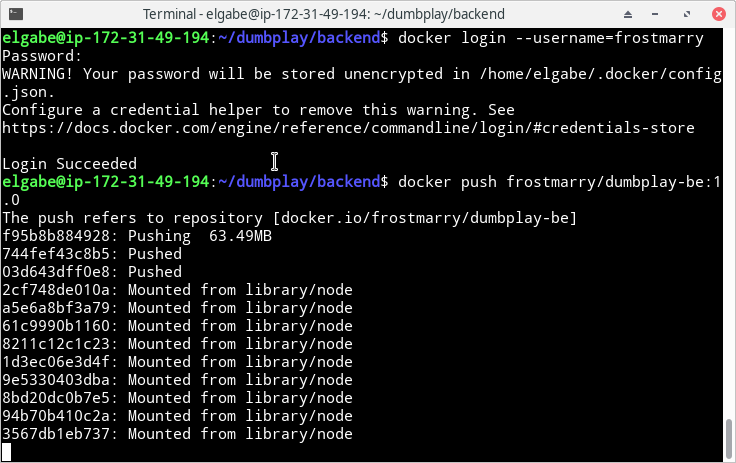 Terminal - elgabe@ip-172-31-49-194: ~/dumbplay/backend
elgabe@ip-172-31-49-194:~/dumbplay/backend$ docker login --username=frostmarry
Password:
WARNING! Your password will be stored unencrypted in /home/elgabe/.docker/config
.json.
Configure a credential helper to remove this warning. See
https://docs.docker.com/engine/reference/commandline/login/#credentials-store
Login Succeeded
elgabe@ip-172-31-49-194:~/dumbplay/backend$ docker push frostmarry/dumbplay-be:1
.0
The push refers to repository [docker.io/frostmarry/dumbplay-be]
f95b8b884928: Pushing  63.49MB
744fef43c8b5: Pushed
03d643dff0e8: Pushed
2cf748de010a: Mounted from library/node
a5e6a8bf3a79: Mounted from library/node
61c9990b1160: Mounted from library/node
8211c12c1c23: Mounted from library/node
1d3ec06e3d4f: Mounted from library/node
9e5330403dba: Mounted from library/node
8bd20dc0b7e5: Mounted from library/node
94b70b410c2a: Mounted from library/node
3567db1eb737: Mounted from library/node